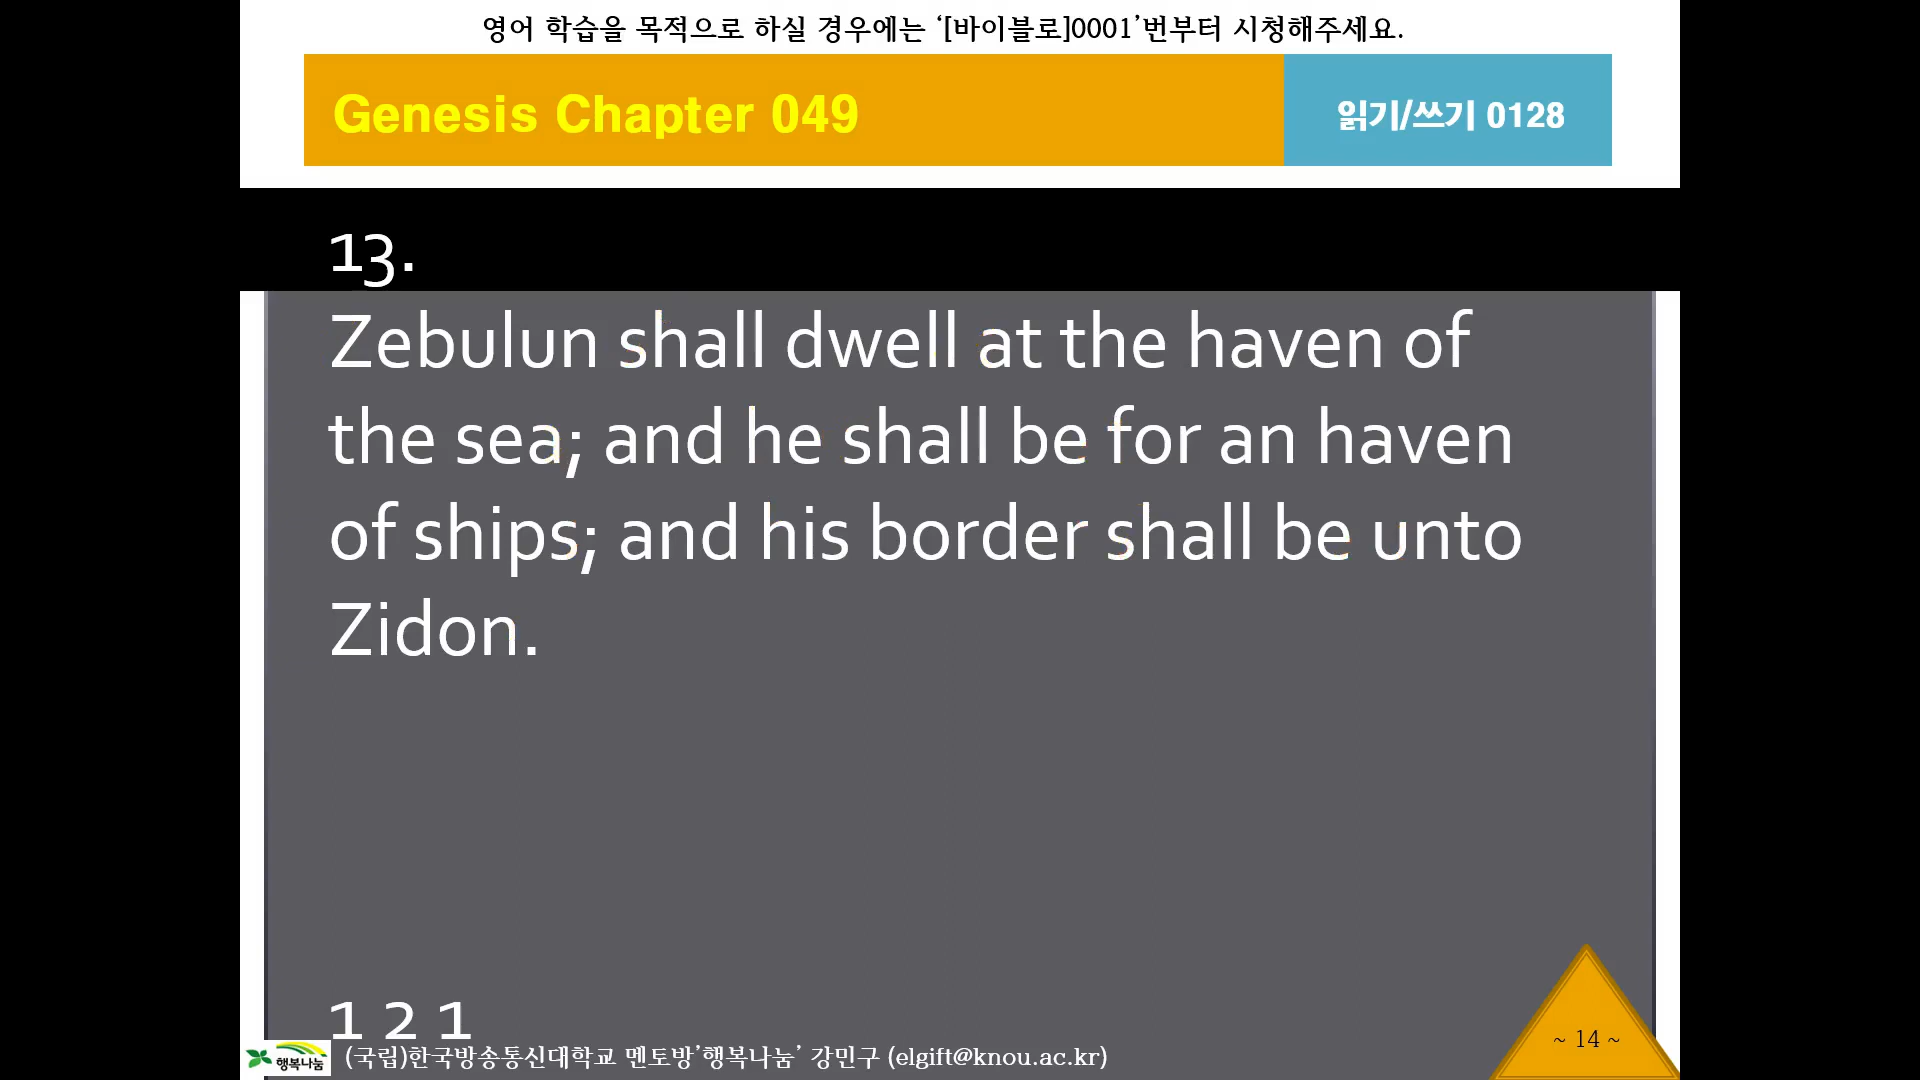 영어 학습을 목적으로 하실 경우에는 ‘[바이블로]0001’번부터 시청해주세요.
Genesis Chapter 049
읽기/쓰기 0128
13.
Zebulun shall dwell at the haven of
the sea; and he shall be for an haven
of ships; and his border shall be unto
Zidon.
1 2 1
~ 14 ~
행복나눔
(국립)한국방송통신대학교 멘토방’행복나눔’ 강민구 (elgift@knou.ac.kr)